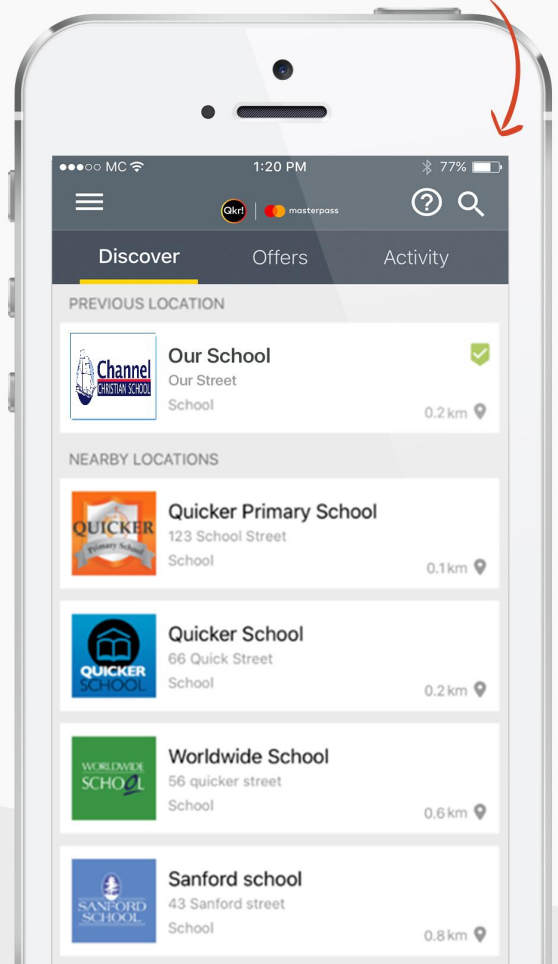 MC 1:20 PM 77%
Qkr! masterpass
Discover Offers Activity
PREVIOUS LOCATION
Channel
CHRISTIAN SCHOOL
Our School
Our Street
School
0.2 km
NEARBY LOCATIONS
QUICKER
Primary School
Quicker Primary School
123 School Street
School
0.1 km
QUICKER
SCHOOL
Quicker School
66 Quick Street
School
0.2 km
WORLDWIDE
SCHOOL
Worldwide School
56 quicker street
School
0.6 km
SANFORD
SCHOOL
Sanford school
43 Sanford street
School
0.8 km